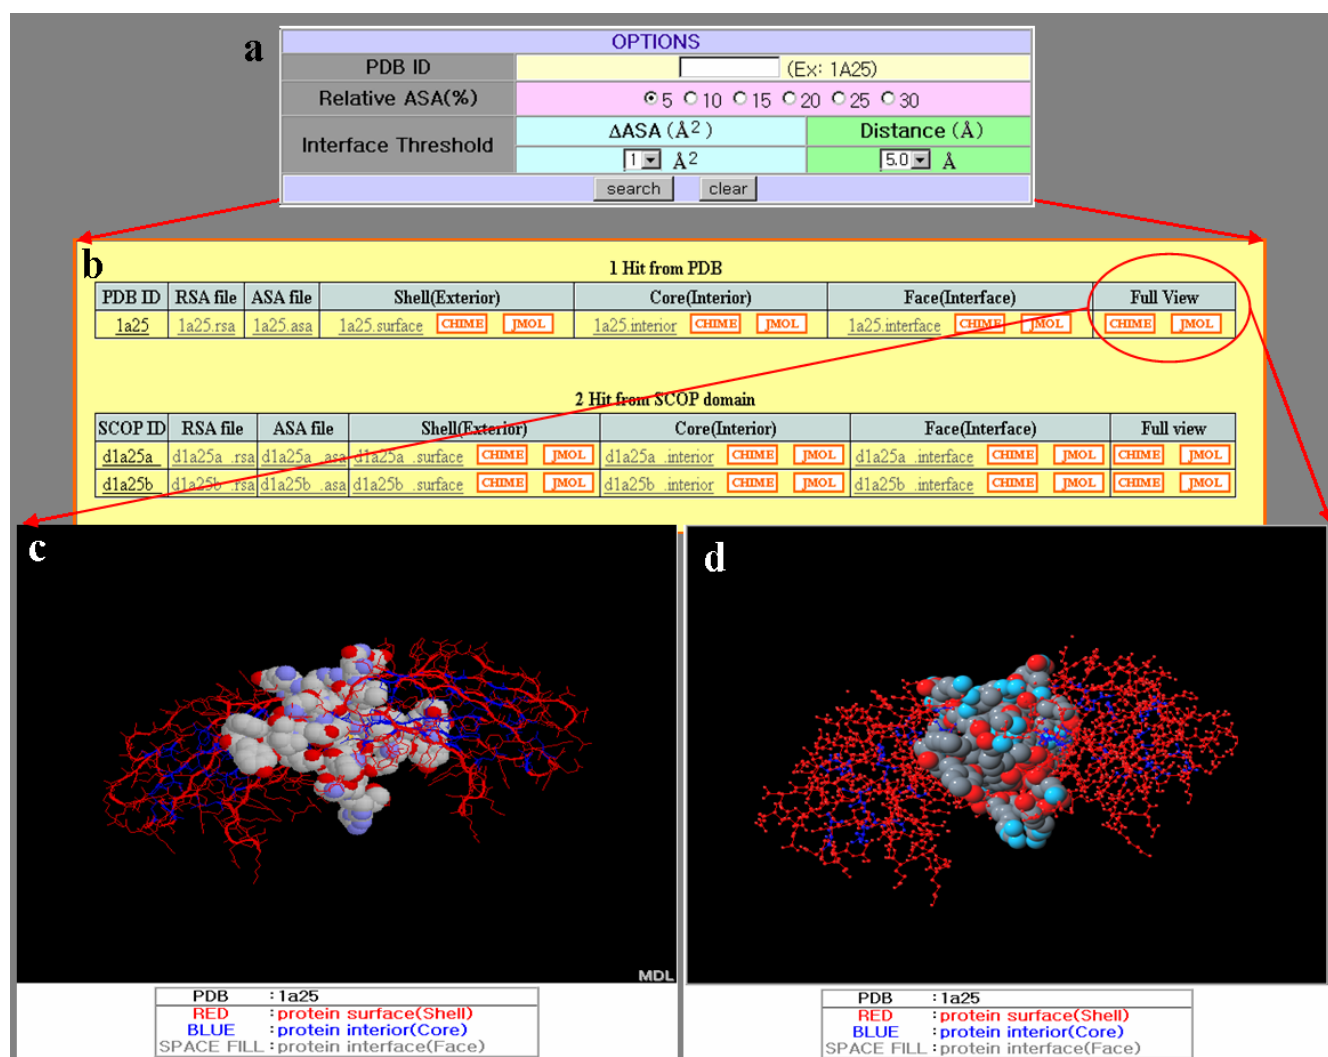 a
OPTIONS
PDB ID (Ex: 1A25)
Relative ASA(%) 5 10 15 20 25 30
Interface Threshold
ΔASA (Å²) Distance (Å)
1 Å² 5.0 Å
search clear
b
1 Hit from PDB
PDB ID RSA file ASA file Shell(Exterior) Core(Interior) Face(Interface) Full View
1a25 1a25.rsa 1a25.asa 1a25.surface CHIME JMOL 1a25.interior CHIME JMOL 1a25.interface CHIME JMOL CHIME JMOL
2 Hit from SCOP domain
SCOP ID RSA file ASA file Shell(Exterior) Core(Interior) Face(Interface) Full view
d1a25a_ d1a25a_.rsa d1a25a_.asa d1a25a_.surface CHIME JMOL d1a25a_.interior CHIME JMOL d1a25a_.interface CHIME JMOL CHIME JMOL
d1a25b_ d1a25b_.rsa d1a25b_.asa d1a25b_.surface CHIME JMOL d1a25b_.interior CHIME JMOL d1a25b_.interface CHIME JMOL CHIME JMOL
c
MDL
PDB :1a25
RED :protein surface(Shell)
BLUE :protein interior(Core)
SPACE FILL :protein interface(Face)
d
PDB :1a25
RED :protein surface(Shell)
BLUE :protein interior(Core)
SPACE FILL :protein interface(Face)